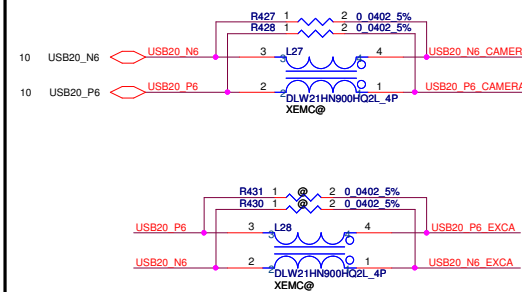 R427 1 2 0_0402_5%
R428 1 2 0_0402_5%
10 USB20_N6 USB20_N6 3 L27 4 USB20_N6_CAMER
10 USB20_P6 USB20_P6 2 1 USB20_P6_CAMERA
DLW21HN900HQ2L_4P
XEMC@
R431 1 @ 2 0_0402_5%
R430 1 @ 2 0_0402_5%
USB20_P6 3 L28 4 USB20_P6_EXCA
USB20_N6 2 1 USB20_N6_EXCA
DLW21HN900HQ2L_4P
XEMC@